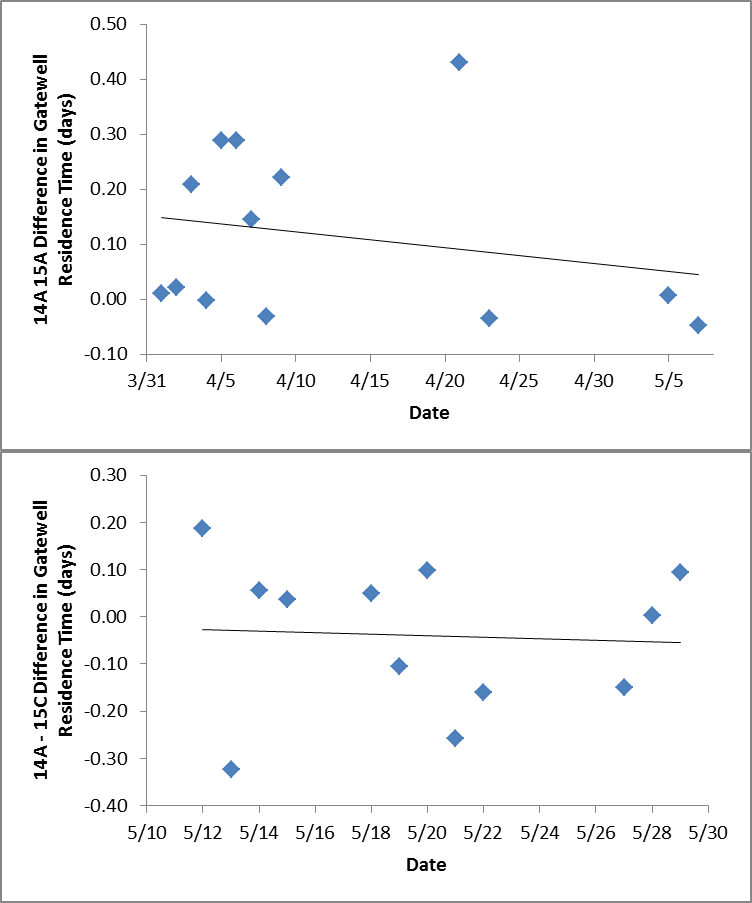 0.50
0.40
0.30
0.20
0.10
0.00
-0.10
14A 15A Difference in Gatewell
Residence Time (days)
3/31 4/5 4/10 4/15 4/20 4/25 4/30 5/5
Date
0.30
0.20
0.10
0.00
-0.10
-0.20
-0.30
-0.40
14A - 15C Difference in Gatewell
Residence Time (days)
5/10 5/12 5/14 5/16 5/18 5/20 5/22 5/24 5/26 5/28 5/30
Date